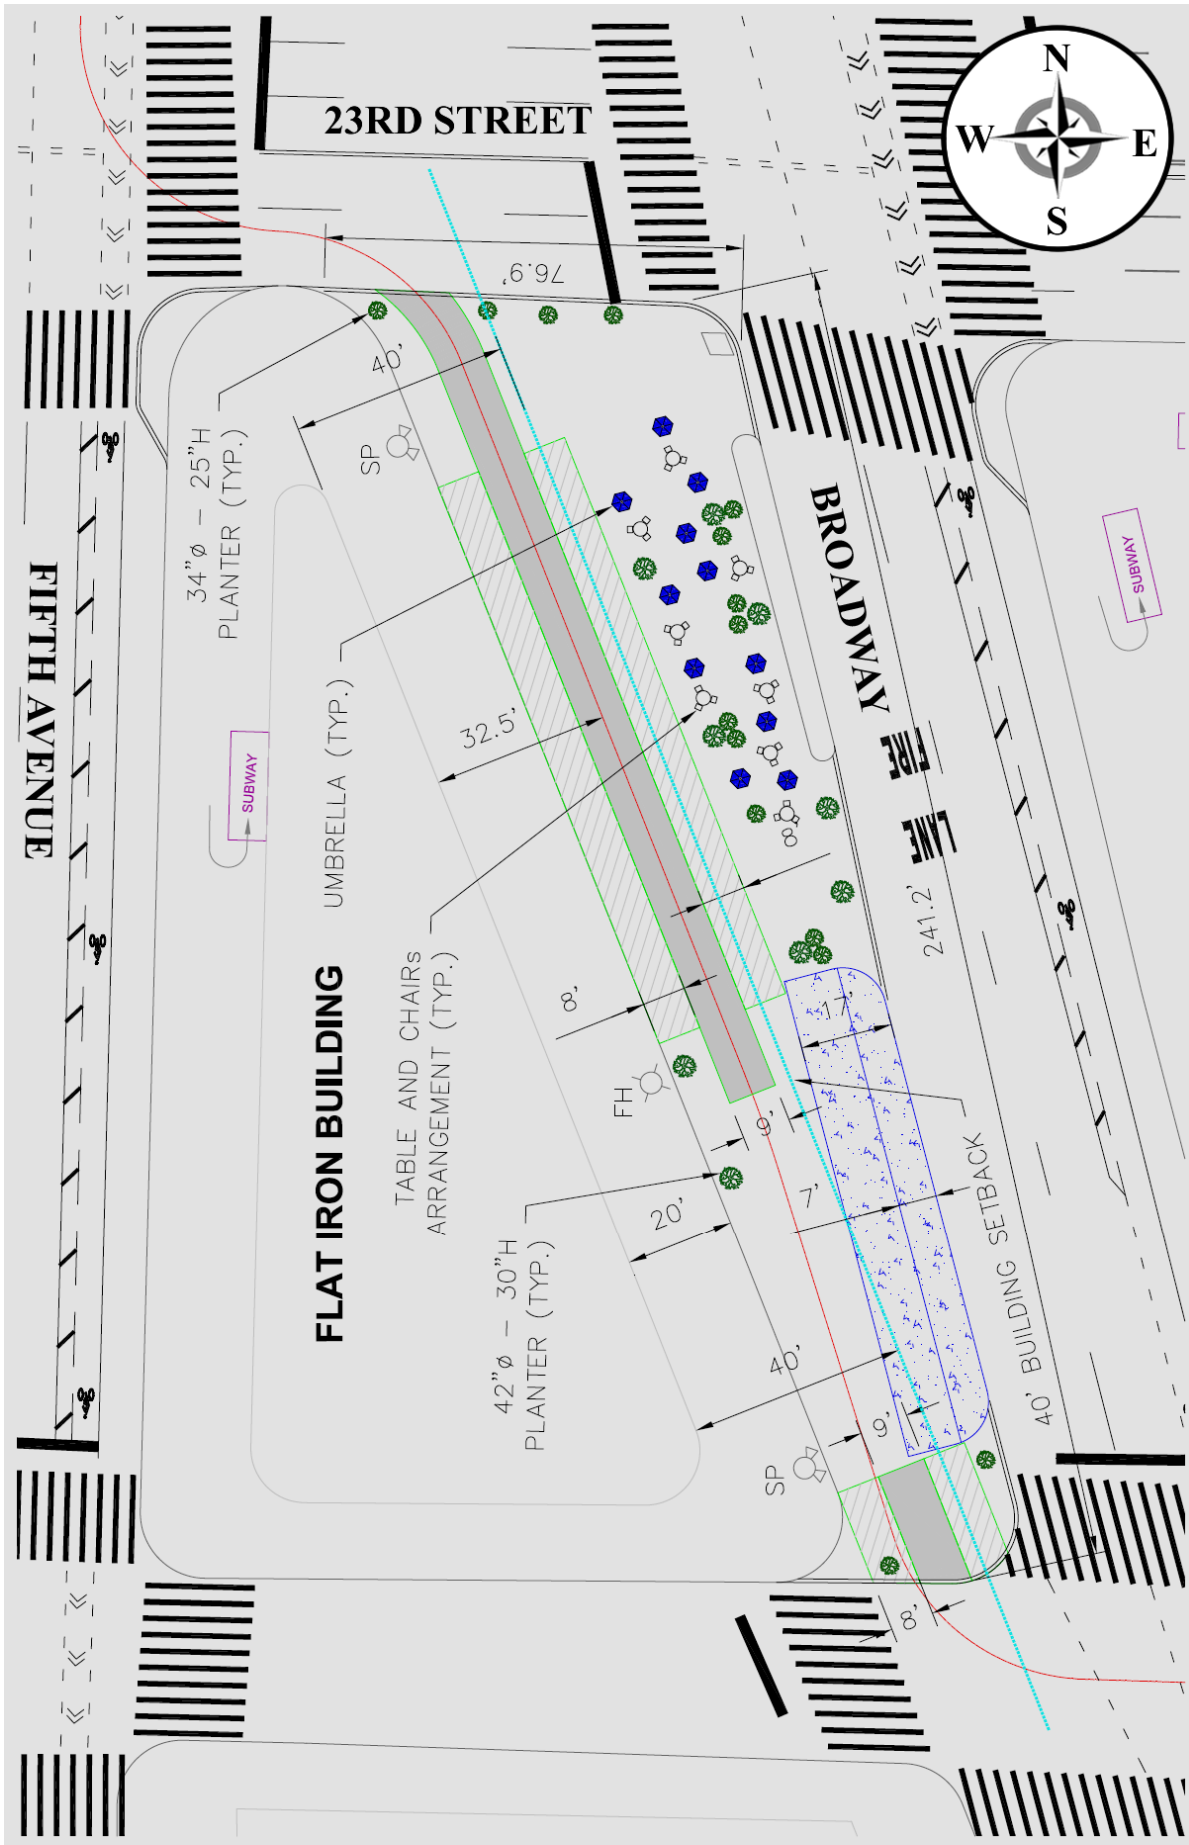 N
W
E
S
23RD STREET
76.9'
40'
SP
34"ø – 25"H
PLANTER (TYP.)
BROADWAY
SUBWAY
FIFTH AVENUE
32.5'
UMBRELLA (TYP.)
SUBWAY
FIRE
LANE
8
241.2'
8'
17'
FLAT IRON BUILDING
TABLE AND CHAIRs
ARRANGEMENT (TYP.)
FH
9'
7'
20'
42"ø – 30"H
PLANTER (TYP.)
40' BUILDING SETBACK
40'
9'
SP
8'